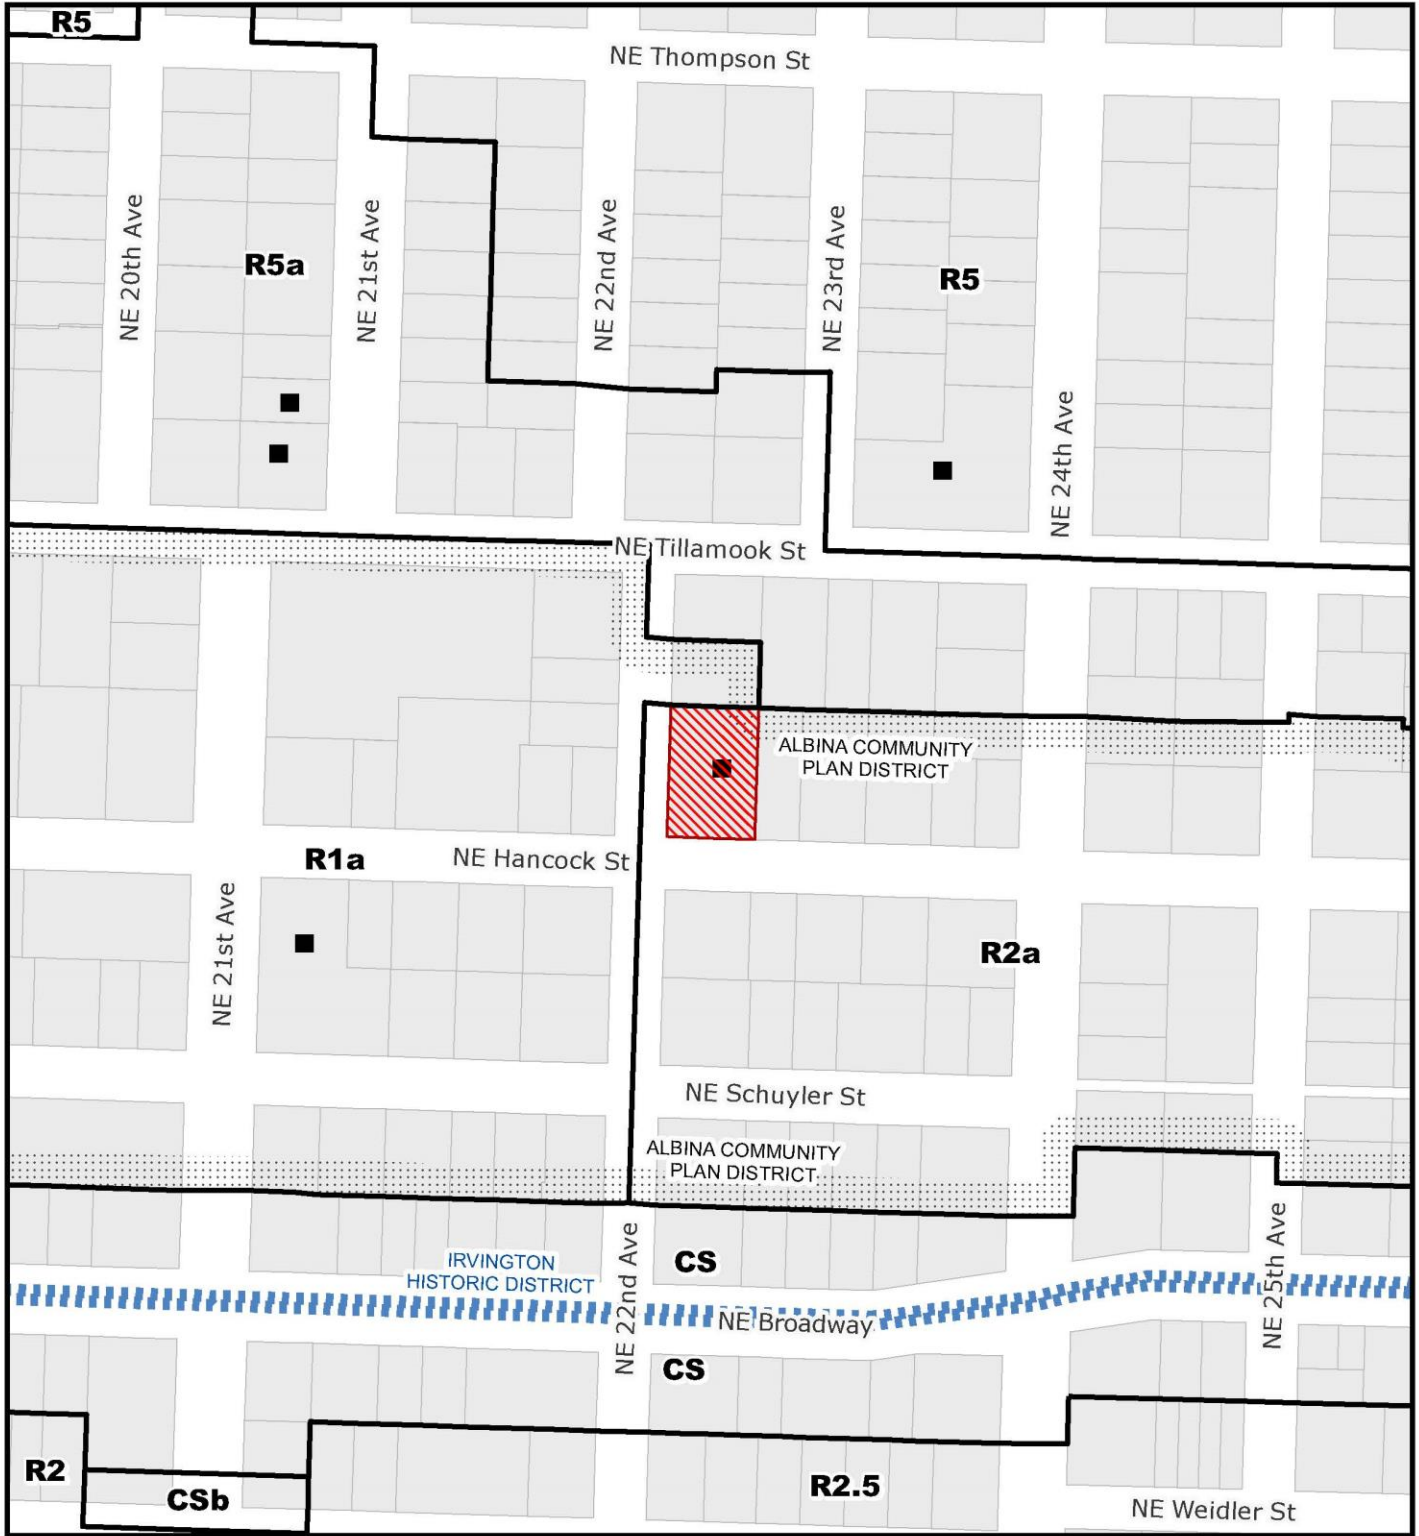 R5
NE Thompson St
NE 20th Ave
NE 21st Ave
NE 22nd Ave
NE 23rd Ave
R5a
R5
NE 24th Ave
NE Tillamook St
ALBINA COMMUNITY
PLAN DISTRICT
R1a
NE Hancock St
NE 21st Ave
R2a
NE Schuyler St
ALBINA COMMUNITY
PLAN DISTRICT
NE 22nd Ave
NE 25th Ave
IRVINGTON
HISTORIC DISTRICT
CS
NE Broadway
CS
R2
CSb
R2.5
NE Weidler St